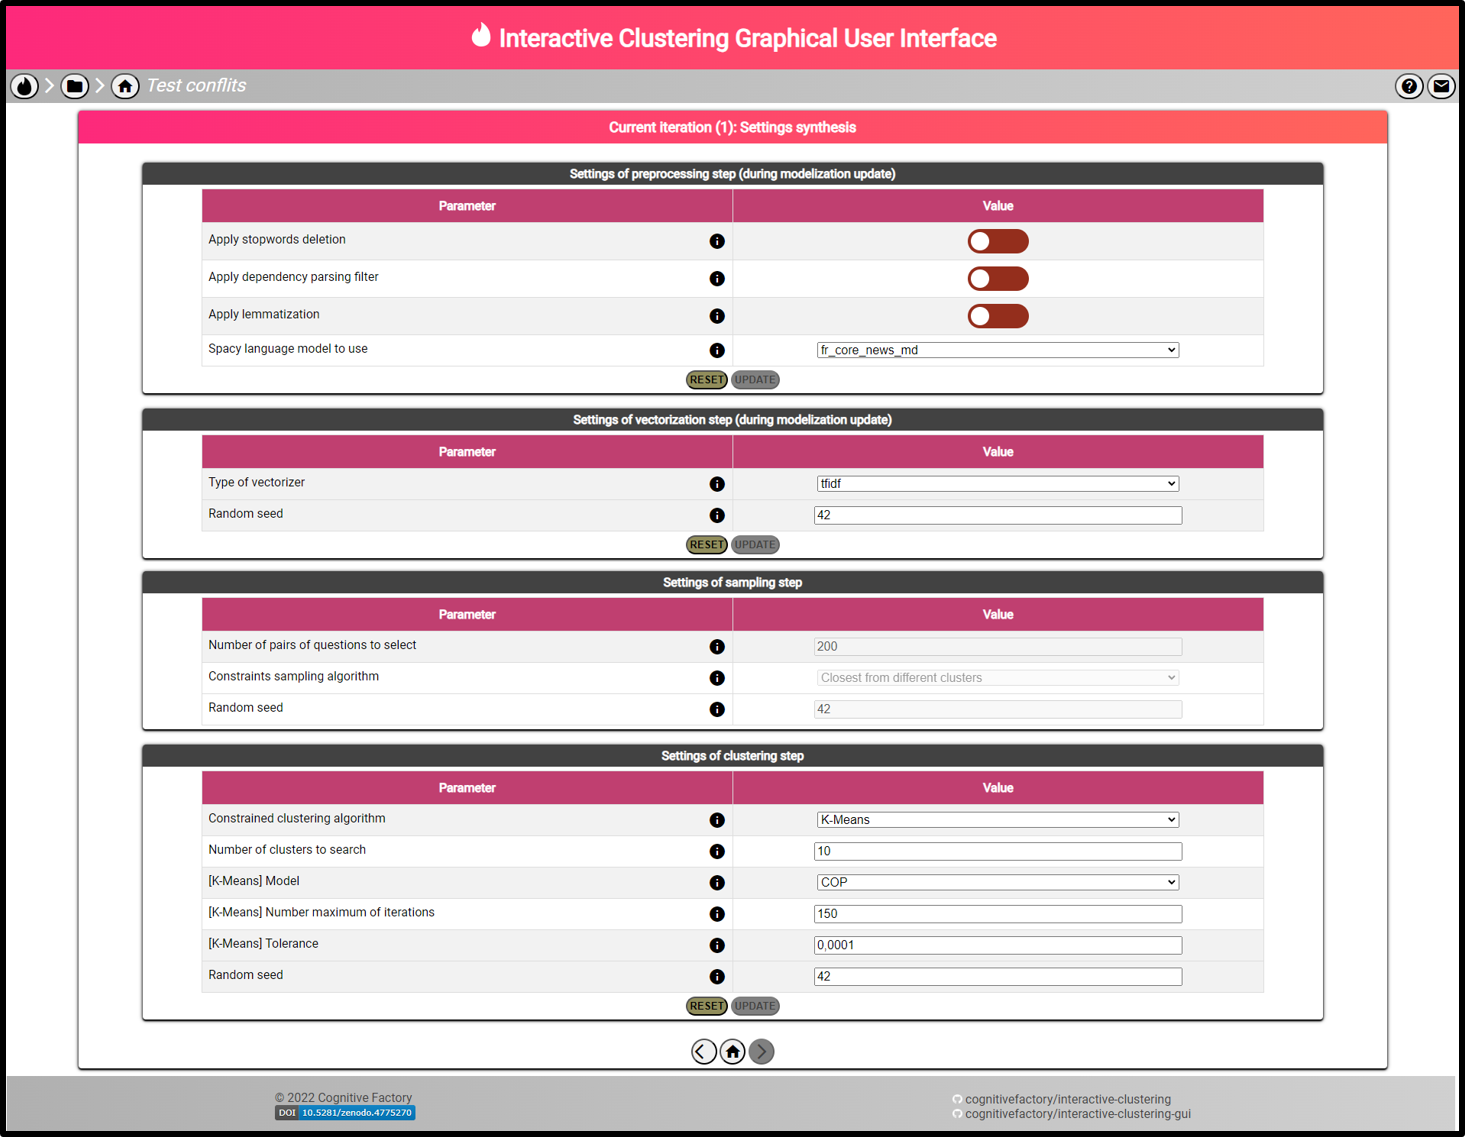 Interactive Clustering Graphical User Interface
Test conflits
Current iteration (1): Settings synthesis
Settings of preprocessing step (during modelization update)
Parameter Value
Apply stopwords deletion
Apply dependency parsing filter
Apply lemmatization
Spacy language model to use fr_core_news_md
RESET UPDATE
Settings of vectorization step (during modelization update)
Parameter Value
Type of vectorizer tfidf
Random seed 42
RESET UPDATE
Settings of sampling step
Parameter Value
Number of pairs of questions to select 200
Constraints sampling algorithm Closest from different clusters
Random seed 42
Settings of clustering step
Parameter Value
Constrained clustering algorithm K-Means
Number of clusters to search 10
[K-Means] Model COP
[K-Means] Number maximum of iterations 150
[K-Means] Tolerance 0,0001
Random seed 42
RESET UPDATE
© 2022 Cognitive Factory
DOI 10.5281/zenodo.4775270
cognitivefactory/interactive-clustering
cognitivefactory/interactive-clustering-gui